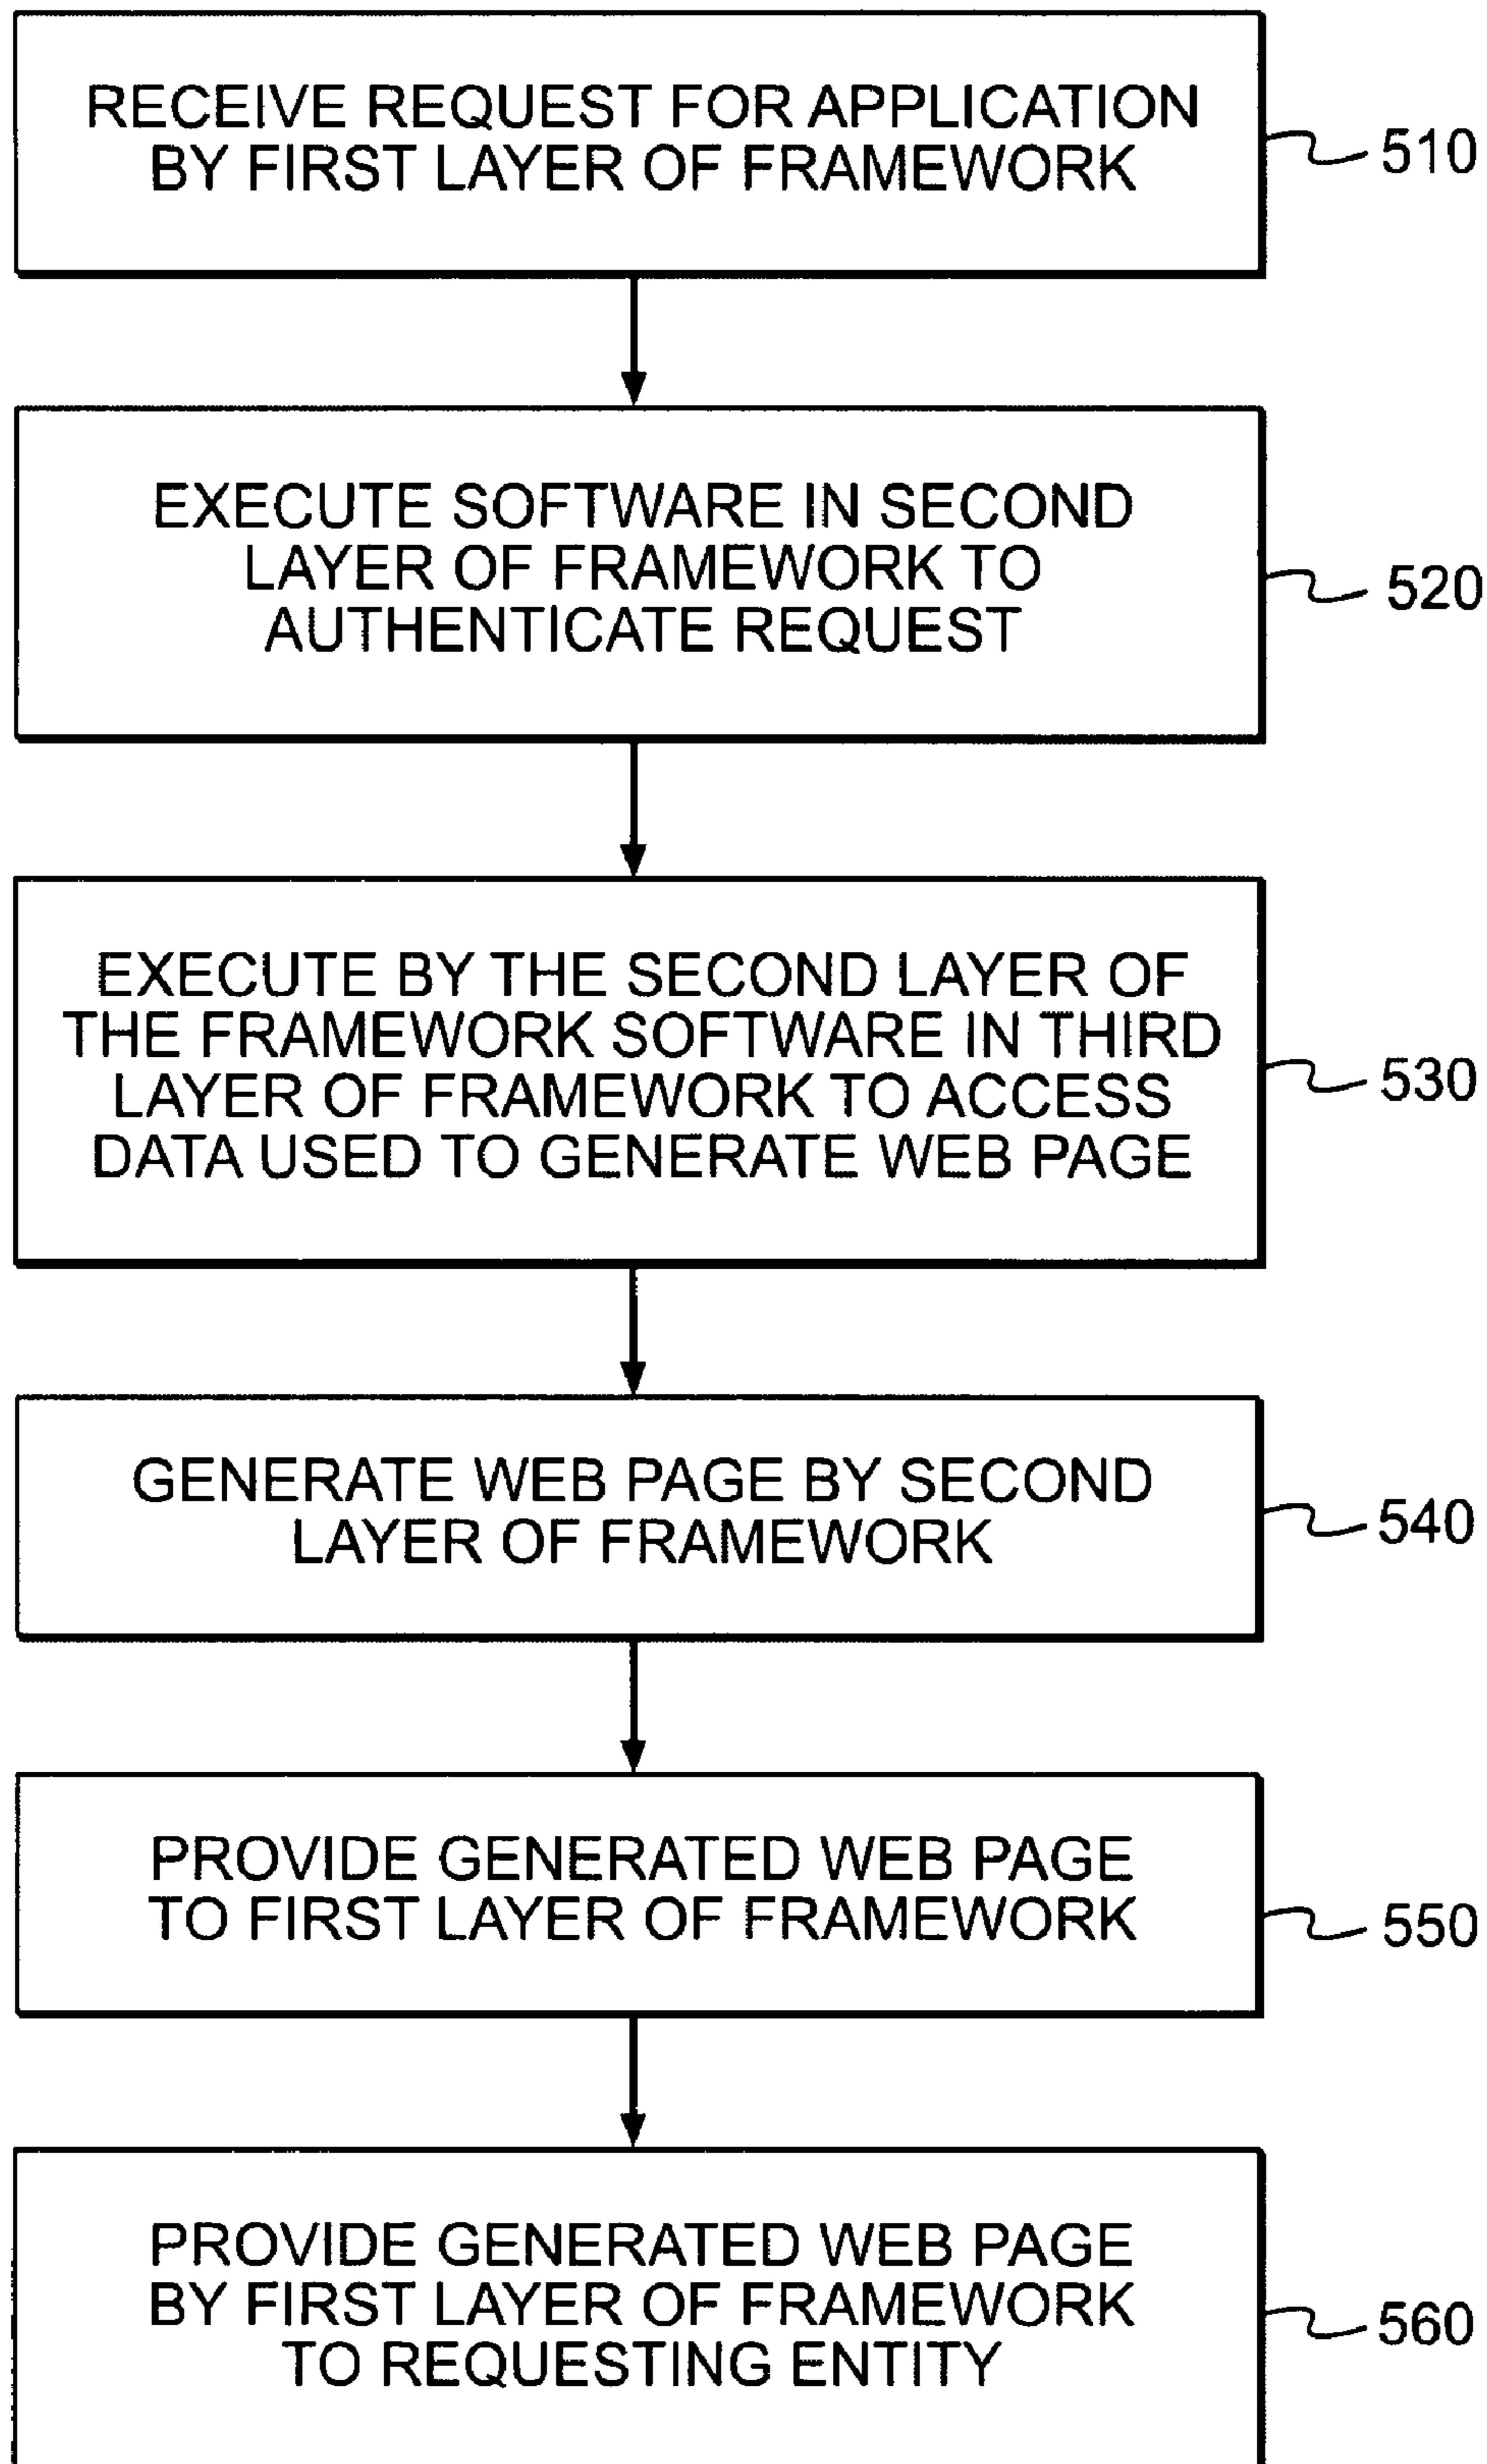 RECEIVE REQUEST FOR APPLICATION
BY FIRST LAYER OF FRAMEWORK
510
EXECUTE SOFTWARE IN SECOND
LAYER OF FRAMEWORK TO
AUTHENTICATE REQUEST
520
EXECUTE BY THE SECOND LAYER OF
THE FRAMEWORK SOFTWARE IN THIRD
LAYER OF FRAMEWORK TO ACCESS
DATA USED TO GENERATE WEB PAGE
530
GENERATE WEB PAGE BY SECOND
LAYER OF FRAMEWORK
540
PROVIDE GENERATED WEB PAGE
TO FIRST LAYER OF FRAMEWORK
550
PROVIDE GENERATED WEB PAGE
BY FIRST LAYER OF FRAMEWORK
TO REQUESTING ENTITY
560